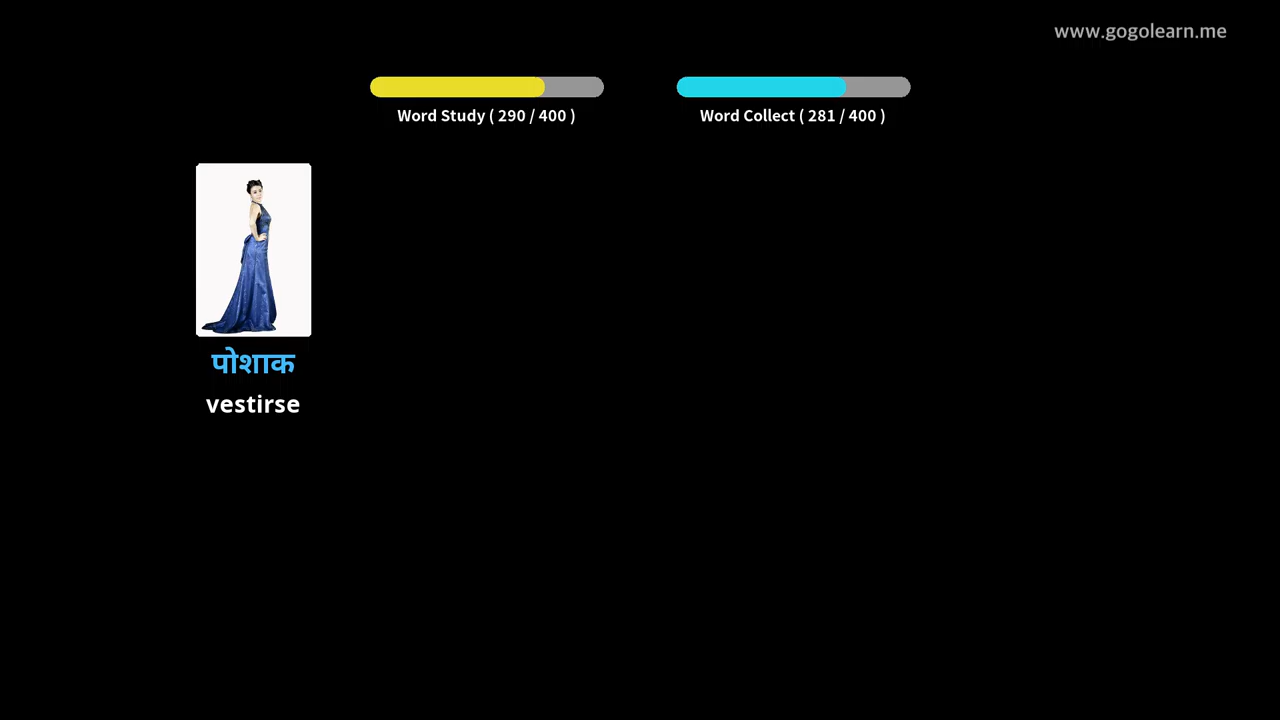 www.gogolearn.me
Word Study ( 290 / 400 )
Word Collect ( 281 / 400 )
पोशाक
vestirse